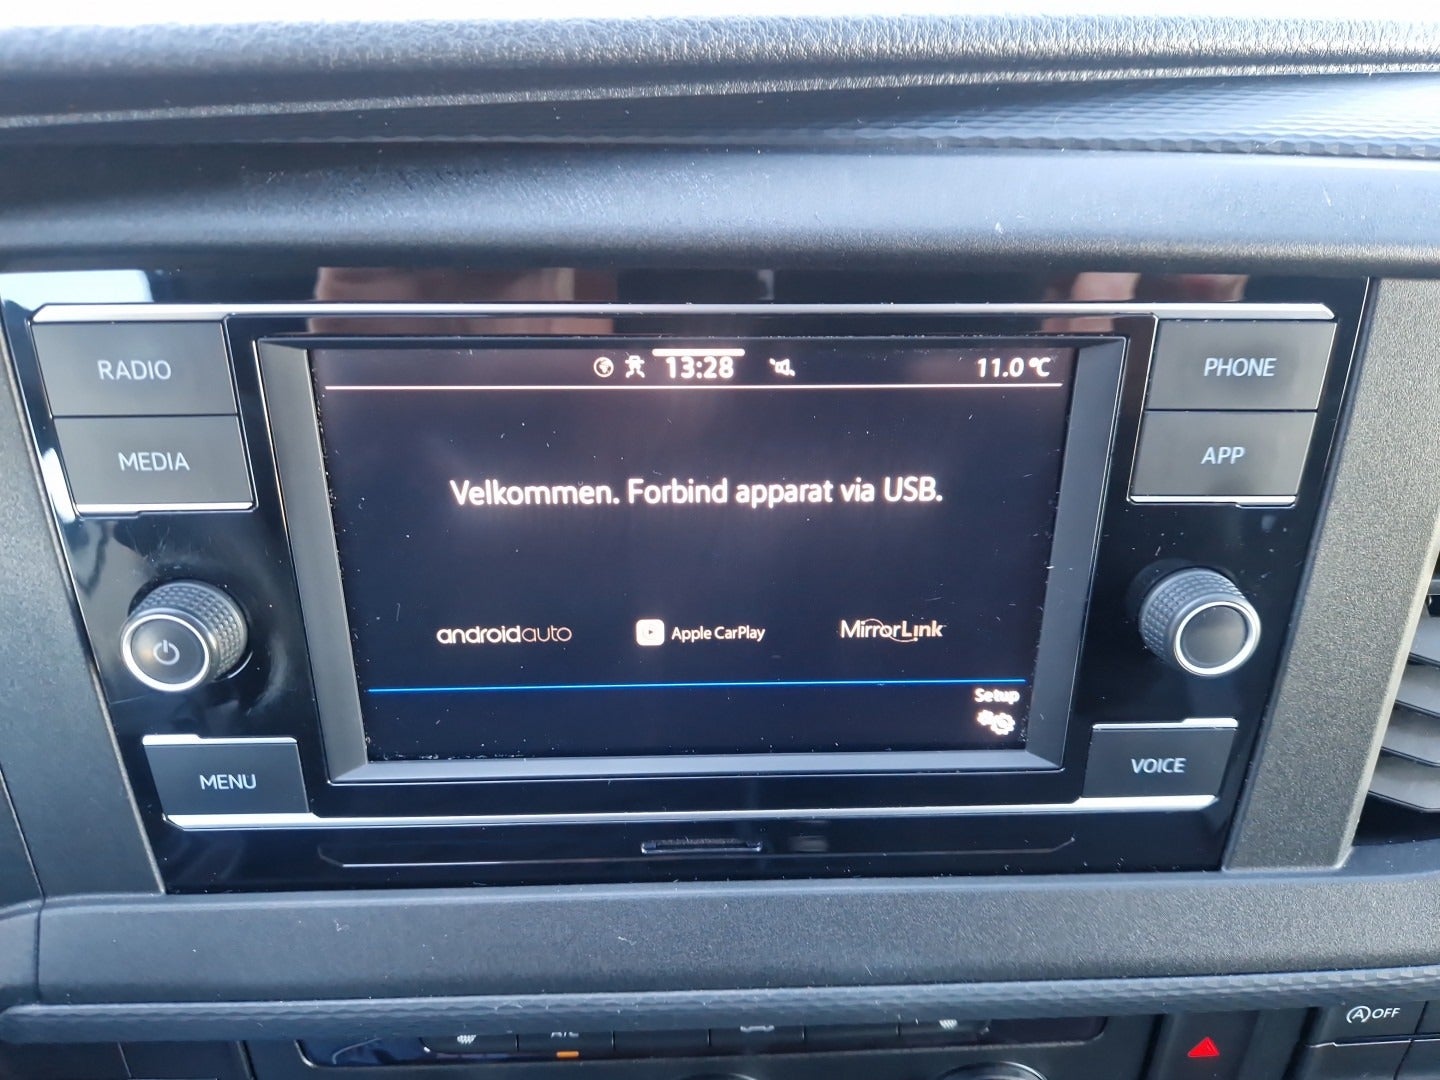 RADIO
MEDIA
13:28
11.0 °C
PHONE
APP
Velkommen. Forbind apparat via USB.
androidauto
Apple CarPlay
MirrorLink
Setup
MENU
VOICE
A/C
A OFF